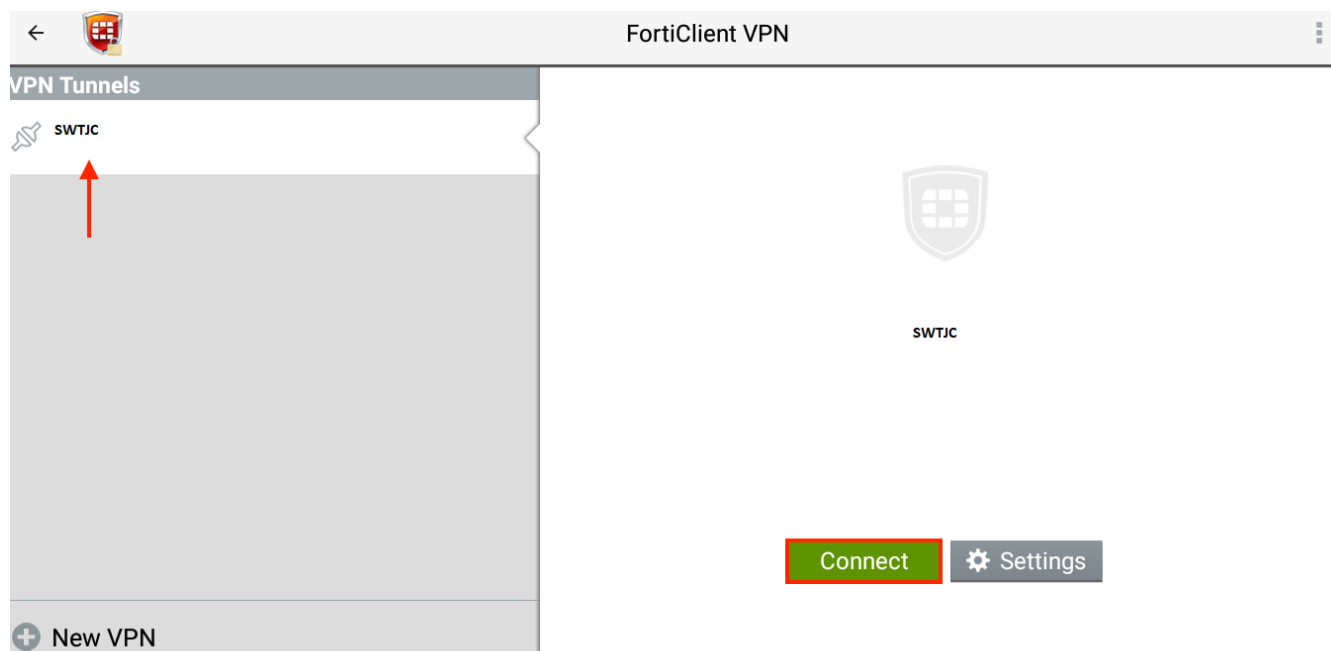 FortiClient VPN
VPN Tunnels
SWTJC
SWTJC
Connect
Settings
New VPN